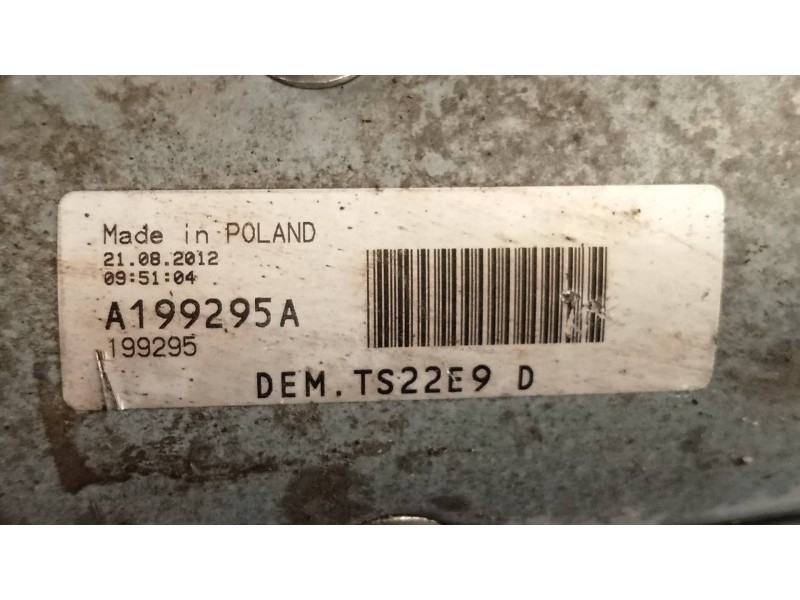 Made in POLAND
21.08.2012
09:51:04
A199295A
199295
DEM.TS22E9 D